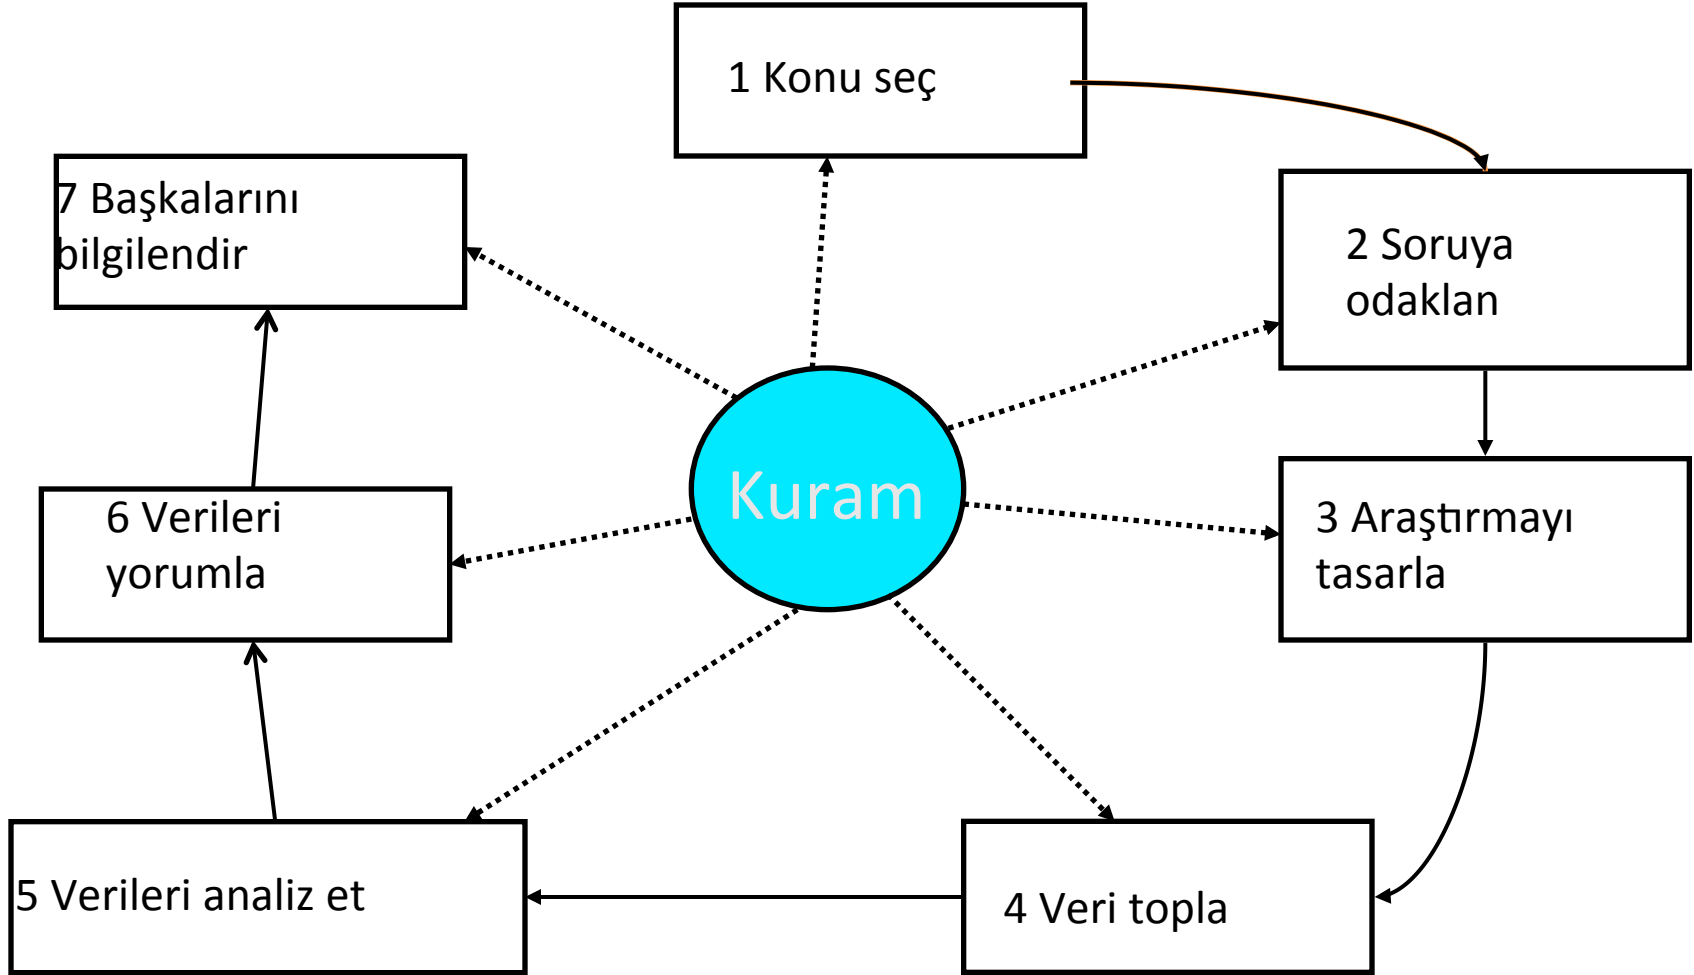 1 Konu seç
2 Soruya
odaklan
3 Araştırmayı
tasarla
4 Veri topla
5 Verileri analiz et
6 Verileri
yorumla
7 Başkalarını
bilgilendir
Kuram